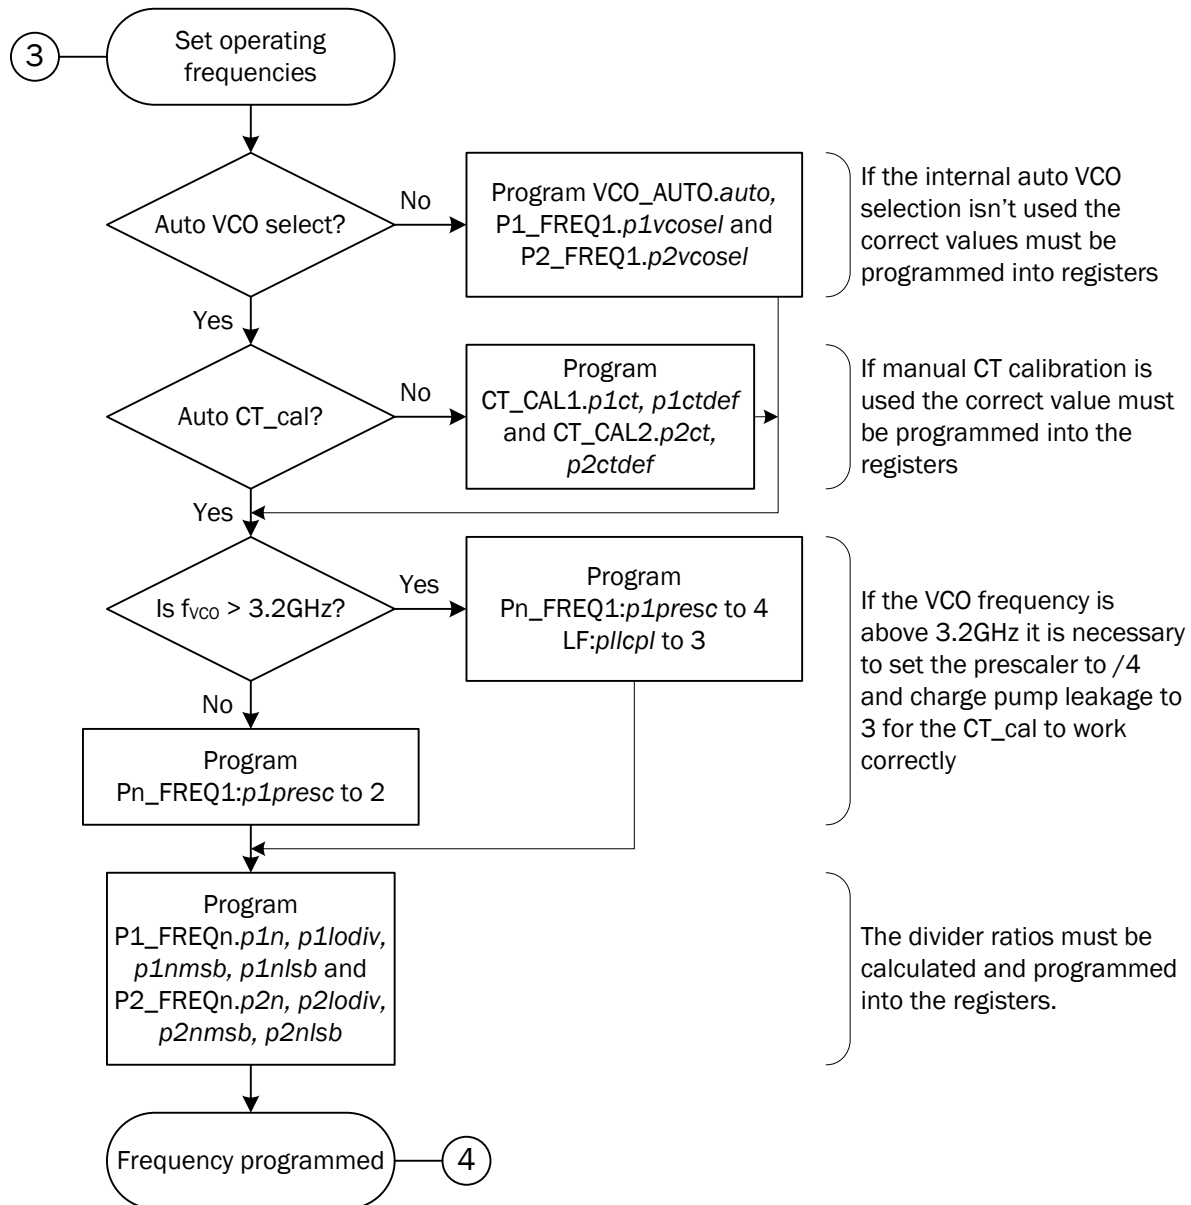 3
Set operating
frequencies
Auto VCO select?
No
Program VCO_AUTO.auto,
P1_FREQ1.p1vcosel and
P2_FREQ1.p2vcosel
If the internal auto VCO
selection isn't used the
correct values must be
programmed into registers
Yes
Auto CT_cal?
No
Program
CT_CAL1.p1ct, p1ctdef
and CT_CAL2.p2ct,
p2ctdef
If manual CT calibration is
used the correct value must
be programmed into the
registers
Yes
Is fVCO > 3.2GHz?
Yes
Program
Pn_FREQ1:p1presc to 4
LF:pllcpl to 3
If the VCO frequency is
above 3.2GHz it is necessary
to set the prescaler to /4
and charge pump leakage to
3 for the CT_cal to work
correctly
No
Program
Pn_FREQ1:p1presc to 2
Program
P1_FREQn.p1n, p1lodiv,
p1nmsb, p1nlsb and
P2_FREQn.p2n, p2lodiv,
p2nmsb, p2nlsb
The divider ratios must be
calculated and programmed
into the registers.
Frequency programmed
4